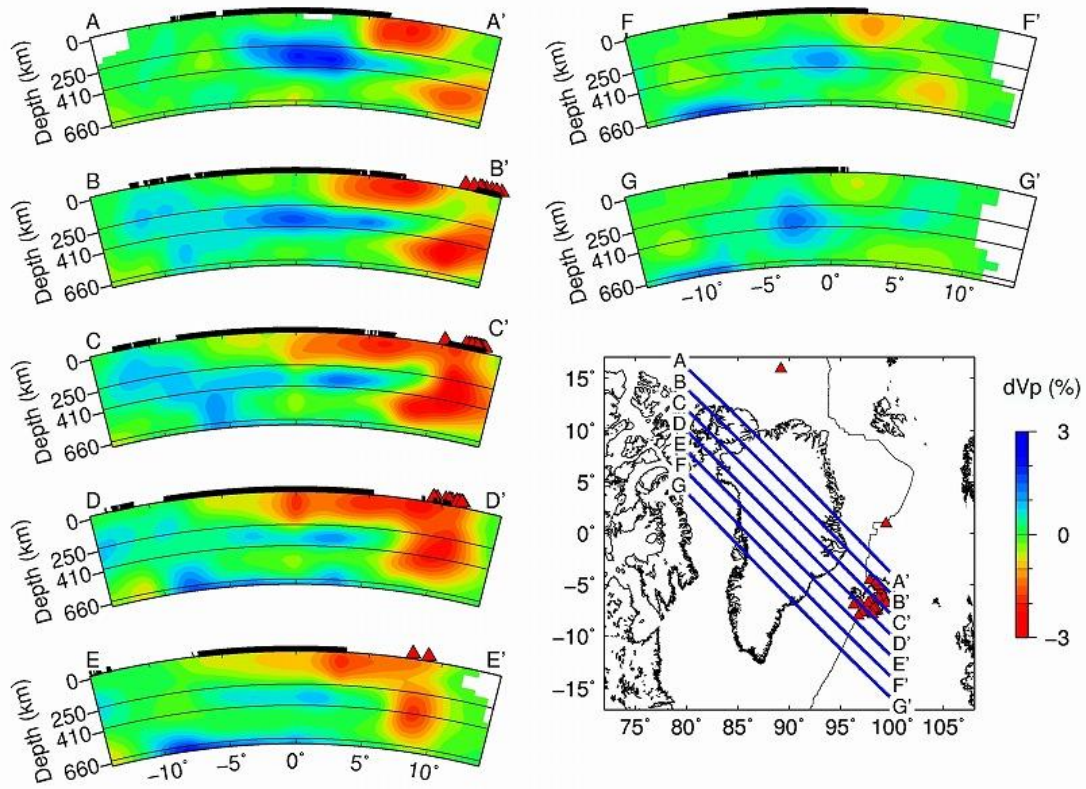 A A'
0
250
410
660
Depth (km)
B B'
0
250
410
660
Depth (km)
C C'
0
250
410
660
Depth (km)
D D'
0
250
410
660
Depth (km)
E E'
0
250
410
660
Depth (km)
−10° −5° 0° 5° 10°
F F'
0
250
410
660
Depth (km)
G G'
0
250
410
660
Depth (km)
−10° −5° 0° 5° 10°
A
B
C
D
E
F
G
A'
B'
C'
D'
E'
F'
G'
15°
10°
5°
0°
−5°
−10°
−15°
75° 80° 85° 90° 95° 100° 105°
dVp (%)
3
0
−3